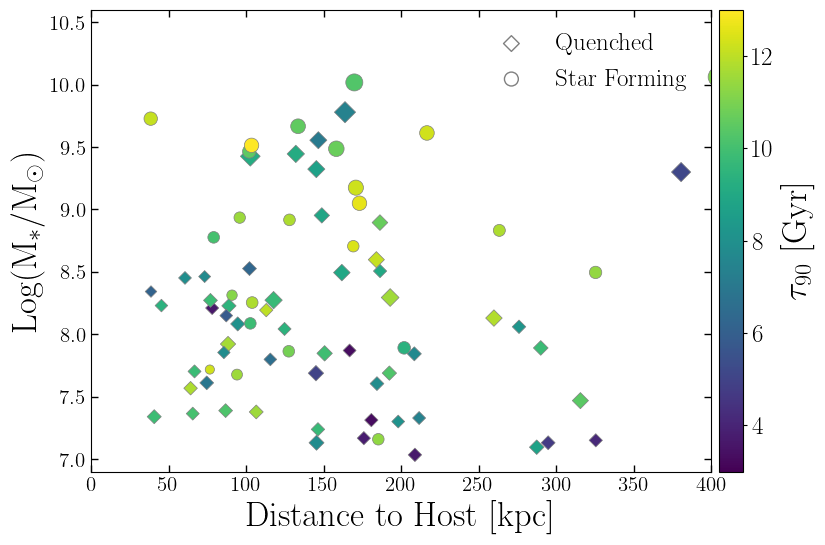 10.5
10.0
9.5
9.0
8.5
8.0
7.5
7.0
Log(M*/M☉)
0 50 100 150 200 250 300 350 400
Distance to Host [kpc]
Quenched
Star Forming
12
10
8
6
4
τ90 [Gyr]